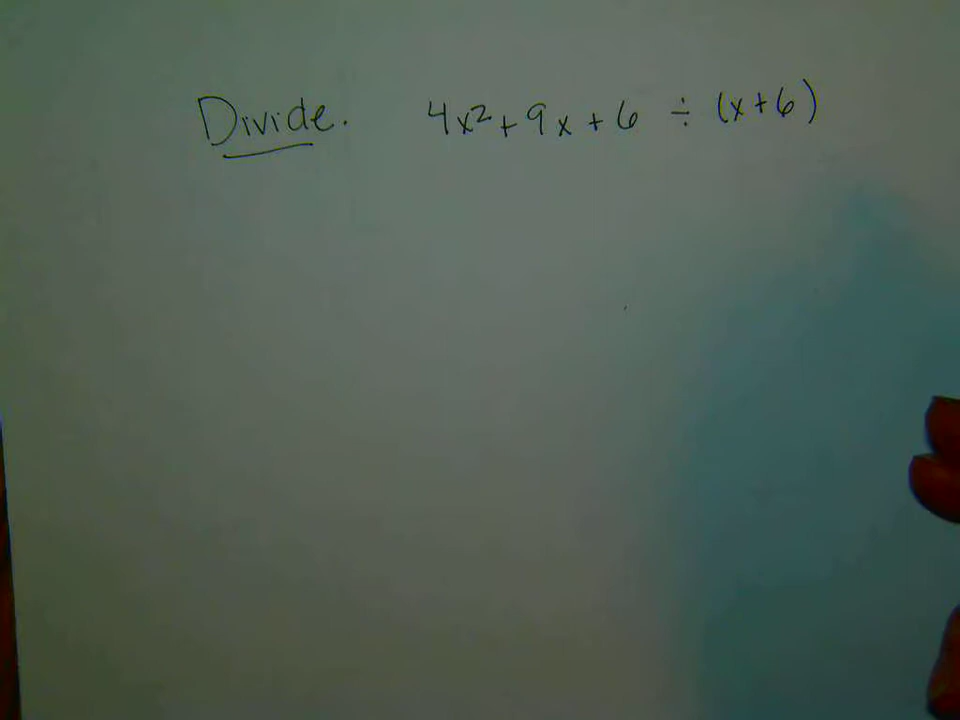 Divide. 4x² + 9x + 6 ÷ (x + 6)